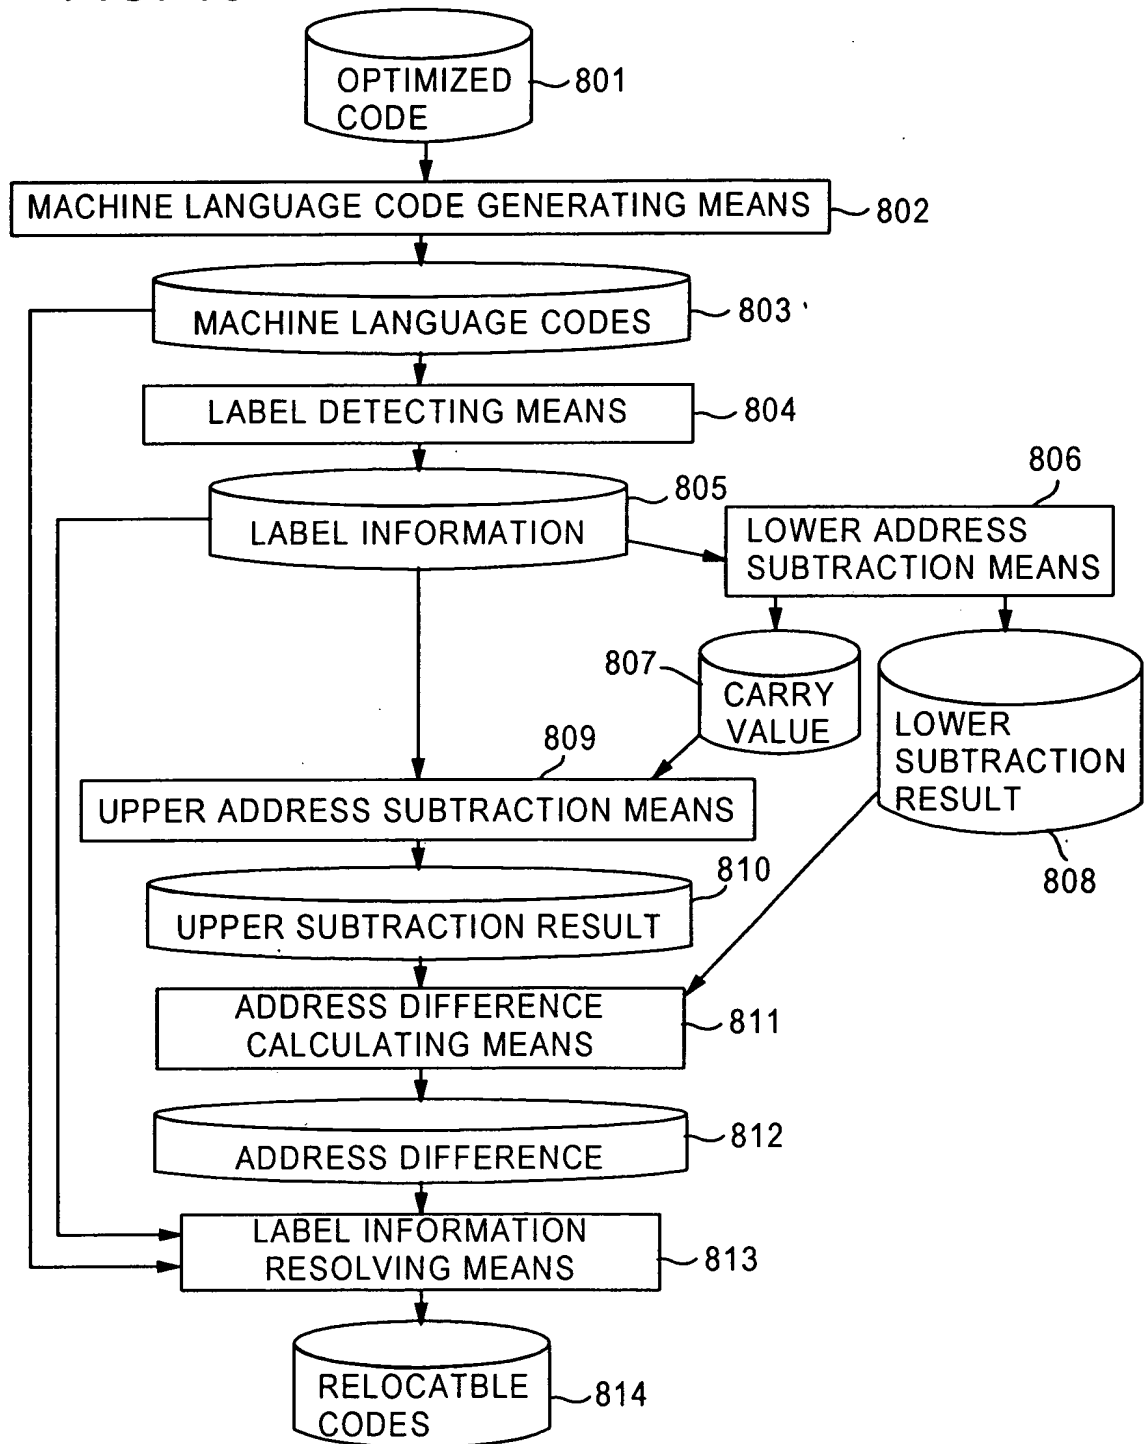 OPTIMIZED
CODE
801
MACHINE LANGUAGE CODE GENERATING MEANS
802
MACHINE LANGUAGE CODES
803
LABEL DETECTING MEANS
804
LABEL INFORMATION
805
806
LOWER ADDRESS
SUBTRACTION MEANS
807
CARRY
VALUE
LOWER
SUBTRACTION
RESULT
808
809
UPPER ADDRESS SUBTRACTION MEANS
810
UPPER SUBTRACTION RESULT
ADDRESS DIFFERENCE
CALCULATING MEANS
811
ADDRESS DIFFERENCE
812
LABEL INFORMATION
RESOLVING MEANS
813
RELOCATBLE
CODES
814